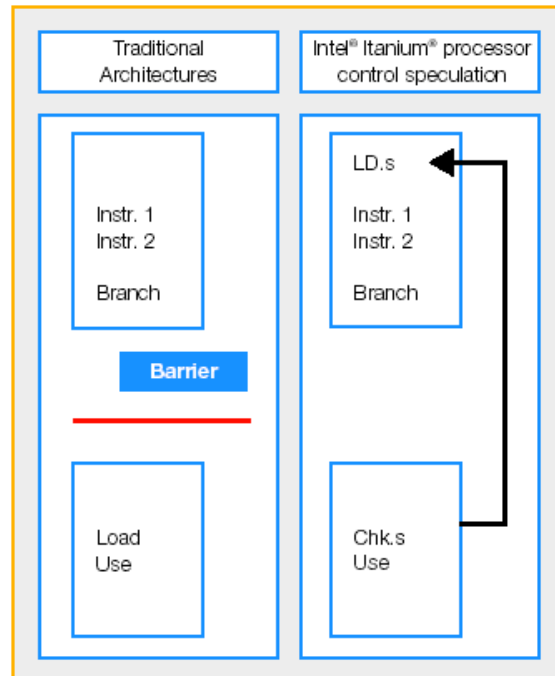 Traditional
Architectures
Intel® Itanium® processor
control speculation
Instr. 1
Instr. 2
Branch
Barrier
Load
Use
LD.s
Instr. 1
Instr. 2
Branch
Chk.s
Use